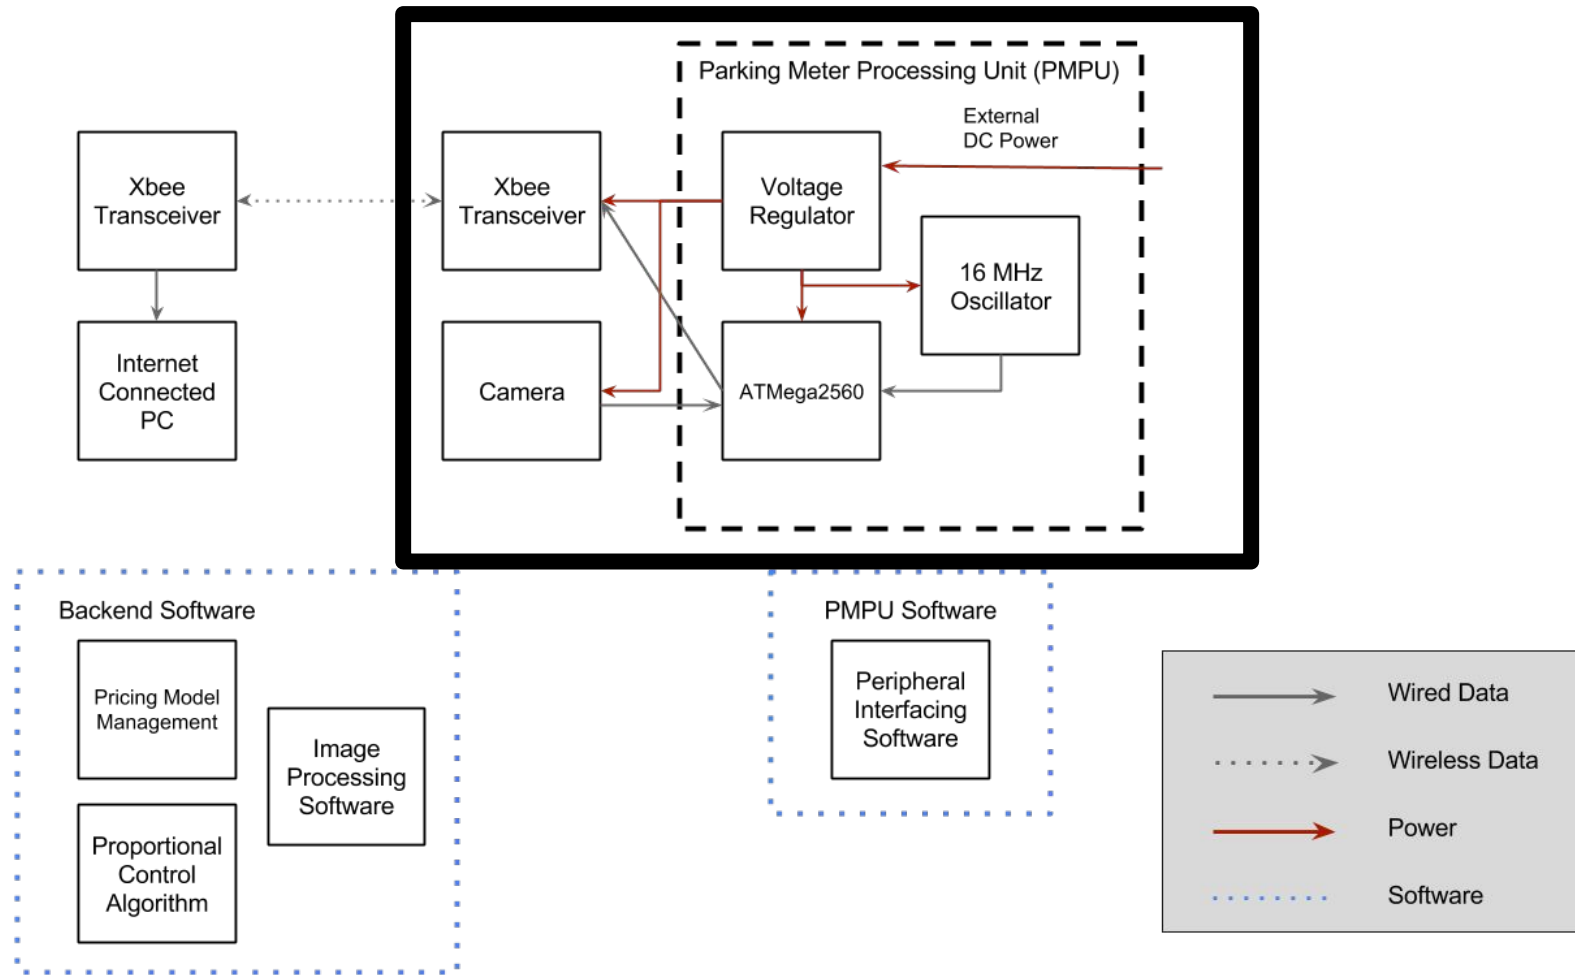 Parking Meter Processing Unit (PMPU)
External
DC Power
Xbee
Transceiver
Xbee
Transceiver
Voltage
Regulator
16 MHz
Oscillator
Internet
Connected
PC
Camera
ATMega2560
Backend Software
Pricing Model
Management
Image
Processing
Software
Proportional
Control
Algorithm
PMPU Software
Peripheral
Interfacing
Software
Wired Data
Wireless Data
Power
Software